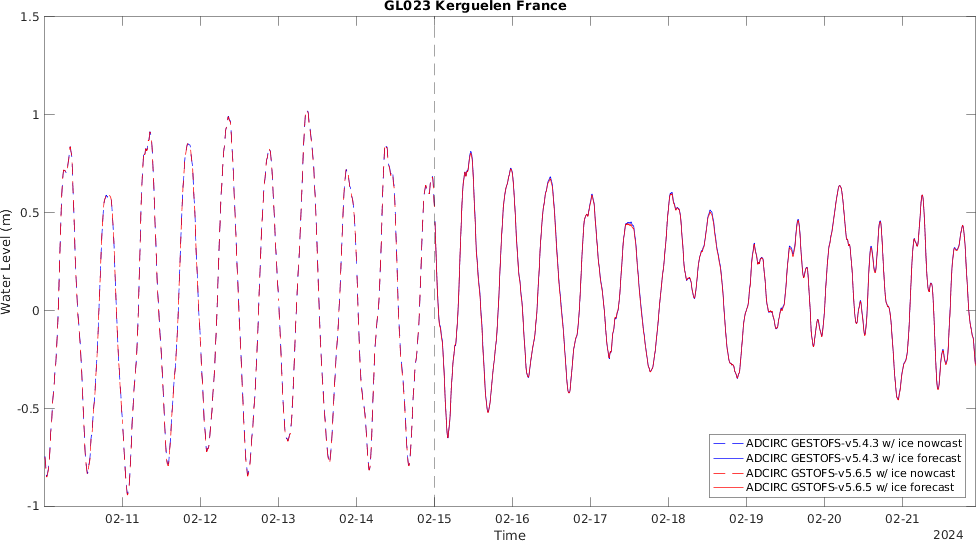 GL023 Kerguelen France
1.5
1
0.5
0
-0.5
-1
Water Level (m)
02-11 02-12 02-13 02-14 02-15 02-16 02-17 02-18 02-19 02-20 02-21
Time
2024
ADCIRC GESTOFS-v5.4.3 w/ ice nowcast
ADCIRC GESTOFS-v5.4.3 w/ ice forecast
ADCIRC GSTOFS-v5.6.5 w/ ice nowcast
ADCIRC GSTOFS-v5.6.5 w/ ice forecast